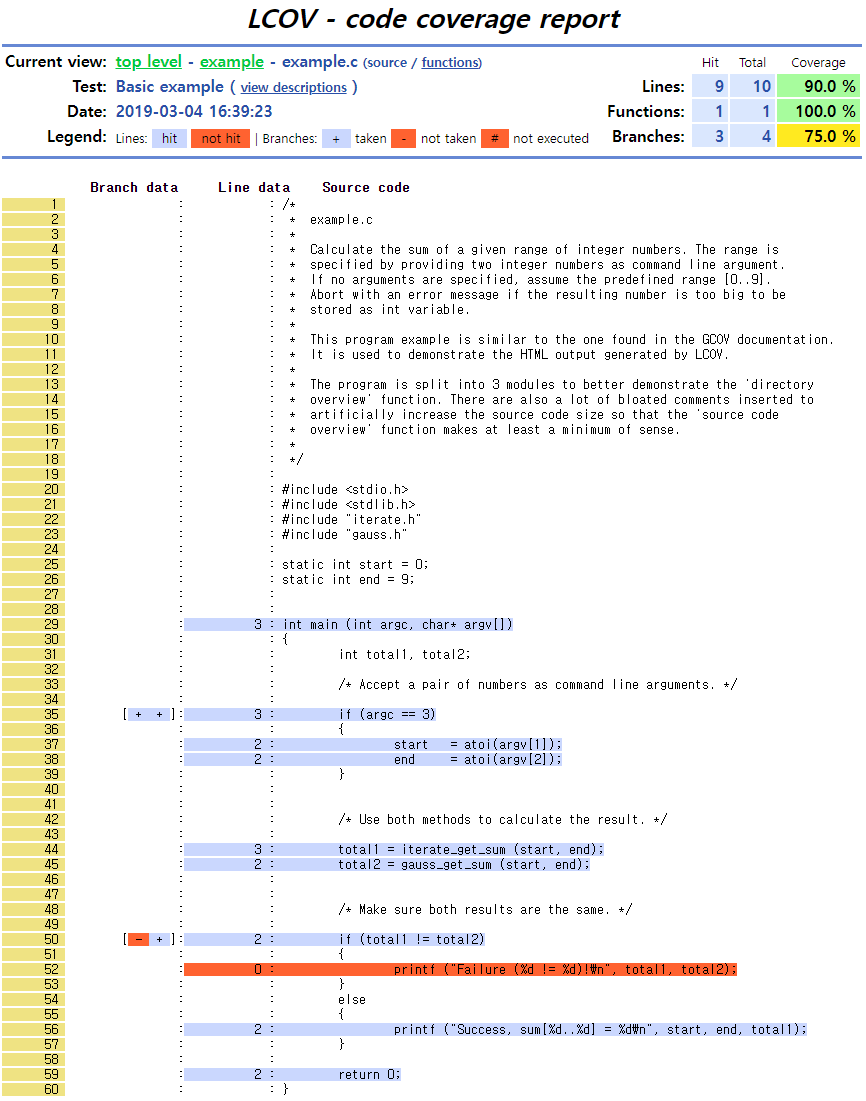 LCOV - code coverage report
Current view: top level - example - example.c (source / functions) Hit Total Coverage
Test: Basic example ( view descriptions ) Lines: 9 10 90.0 %
Date: 2019-03-04 16:39:23 Functions: 1 1 100.0 %
Legend: Lines: hit not hit | Branches: + taken - not taken # not executed Branches: 3 4 75.0 %
Branch data Line data Source code
1 : : /*
2 : : * example.c
3 : : *
4 : : * Calculate the sum of a given range of integer numbers. The range is
5 : : * specified by providing two integer numbers as command line argument.
6 : : * If no arguments are specified, assume the predefined range [0..9].
7 : : * Abort with an error message if the resulting number is too big to be
8 : : * stored as int variable.
9 : : *
10 : : * This program example is similar to the one found in the GCOV documentation.
11 : : * It is used to demonstrate the HTML output generated by LCOV.
12 : : *
13 : : * The program is split into 3 modules to better demonstrate the 'directory
14 : : * overview' function. There are also a lot of bloated comments inserted to
15 : : * artificially increase the source code size so that the 'source code
16 : : * overview' function makes at least a minimum of sense.
17 : : *
18 : : */
19 : :
20 : : #include <stdio.h>
21 : : #include <stdlib.h>
22 : : #include "iterate.h"
23 : : #include "gauss.h"
24 : :
25 : : static int start = 0;
26 : : static int end = 9;
27 : :
28 : :
29 : 3 : int main (int argc, char* argv[])
30 : : {
31 : : int total1, total2;
32 : :
33 : : /* Accept a pair of numbers as command line arguments. */
34 : :
35 [ + + ]: 3 : if (argc == 3)
36 : : {
37 : 2 : start = atoi(argv[1]);
38 : 2 : end = atoi(argv[2]);
39 : : }
40 : :
41 : :
42 : : /* Use both methods to calculate the result. */
43 : :
44 : 3 : total1 = iterate_get_sum (start, end);
45 : 2 : total2 = gauss_get_sum (start, end);
46 : :
47 : :
48 : : /* Make sure both results are the same. */
49 : :
50 [ - + ]: 2 : if (total1 != total2)
51 : : {
52 : 0 : printf ("Failure (%d != %d)!₩n", total1, total2);
53 : : }
54 : : else
55 : : {
56 : 2 : printf ("Success, sum[%d..%d] = %d₩n", start, end, total1);
57 : : }
58 : :
59 : 2 : return 0;
60 : : }